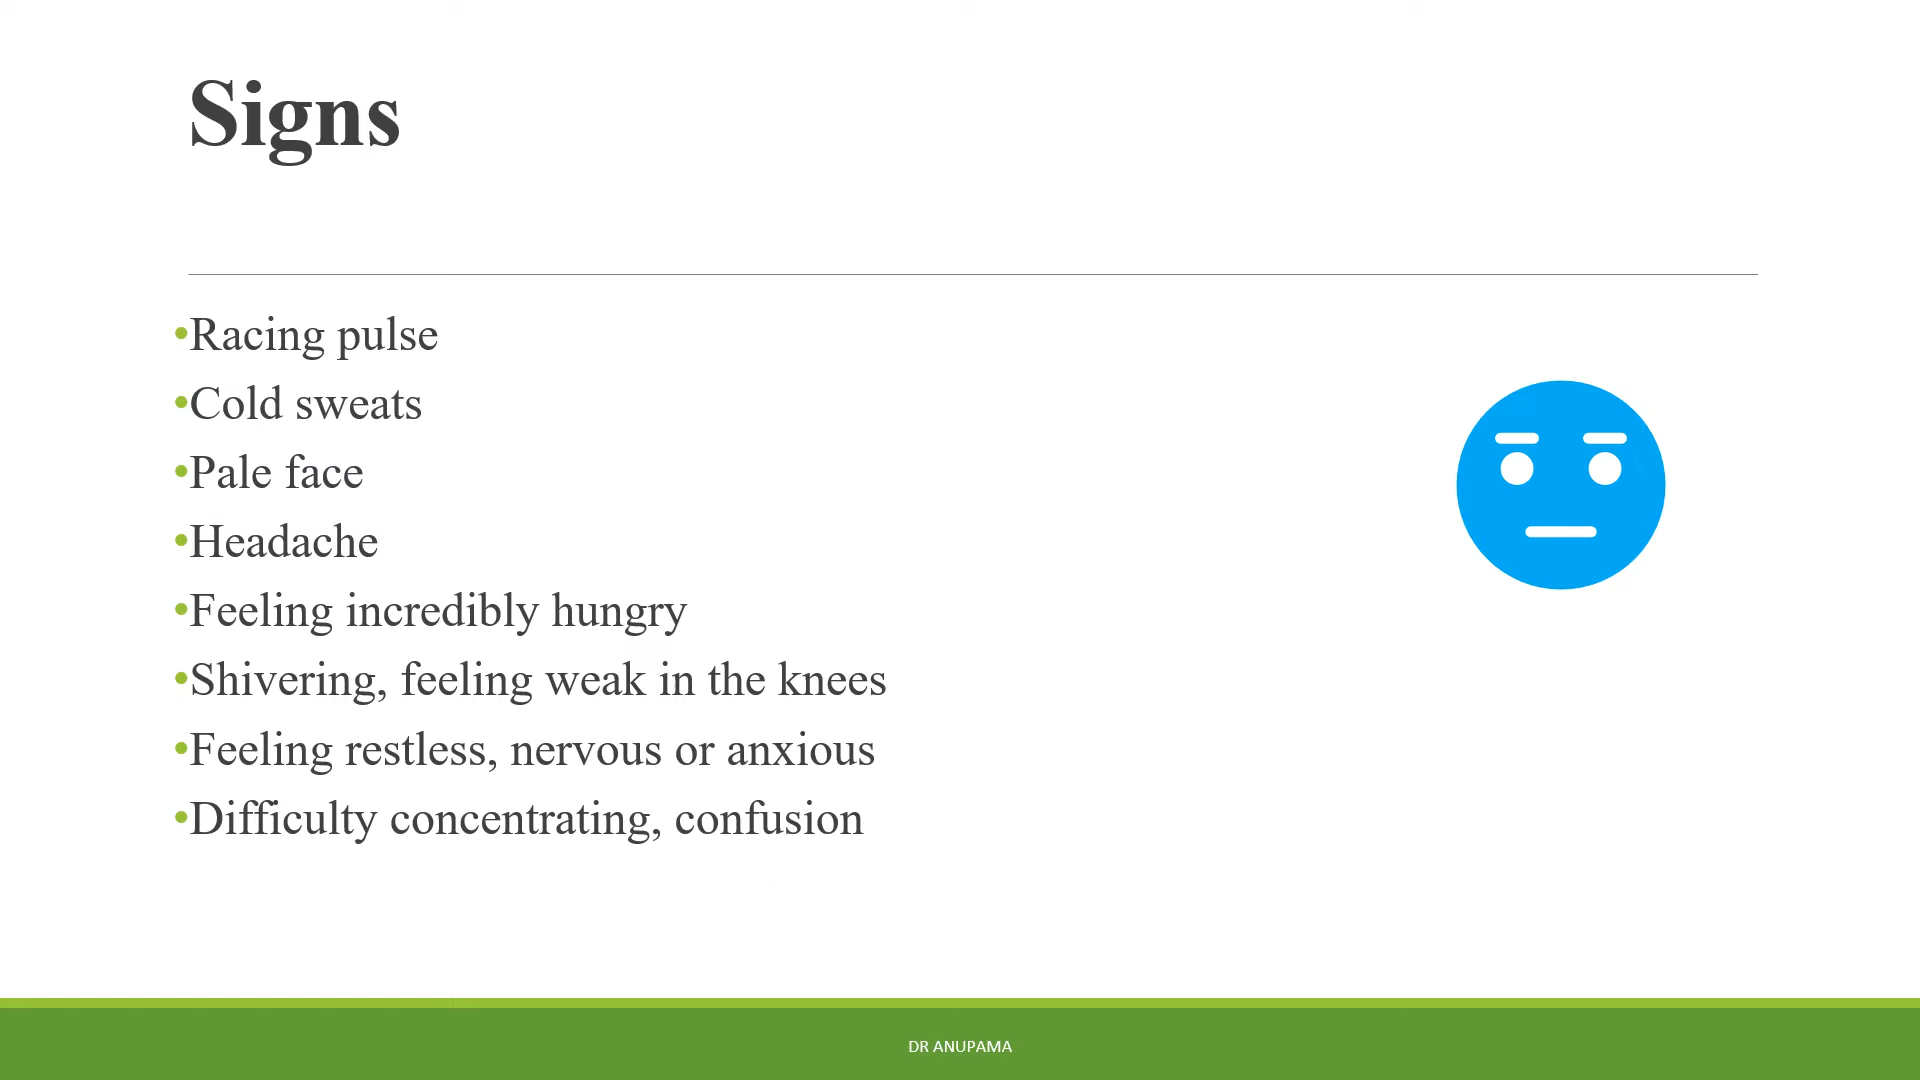 Signs
•Racing pulse
•Cold sweats
•Pale face
•Headache
•Feeling incredibly hungry
•Shivering, feeling weak in the knees
•Feeling restless, nervous or anxious
•Difficulty concentrating, confusion
DR ANUPAMA